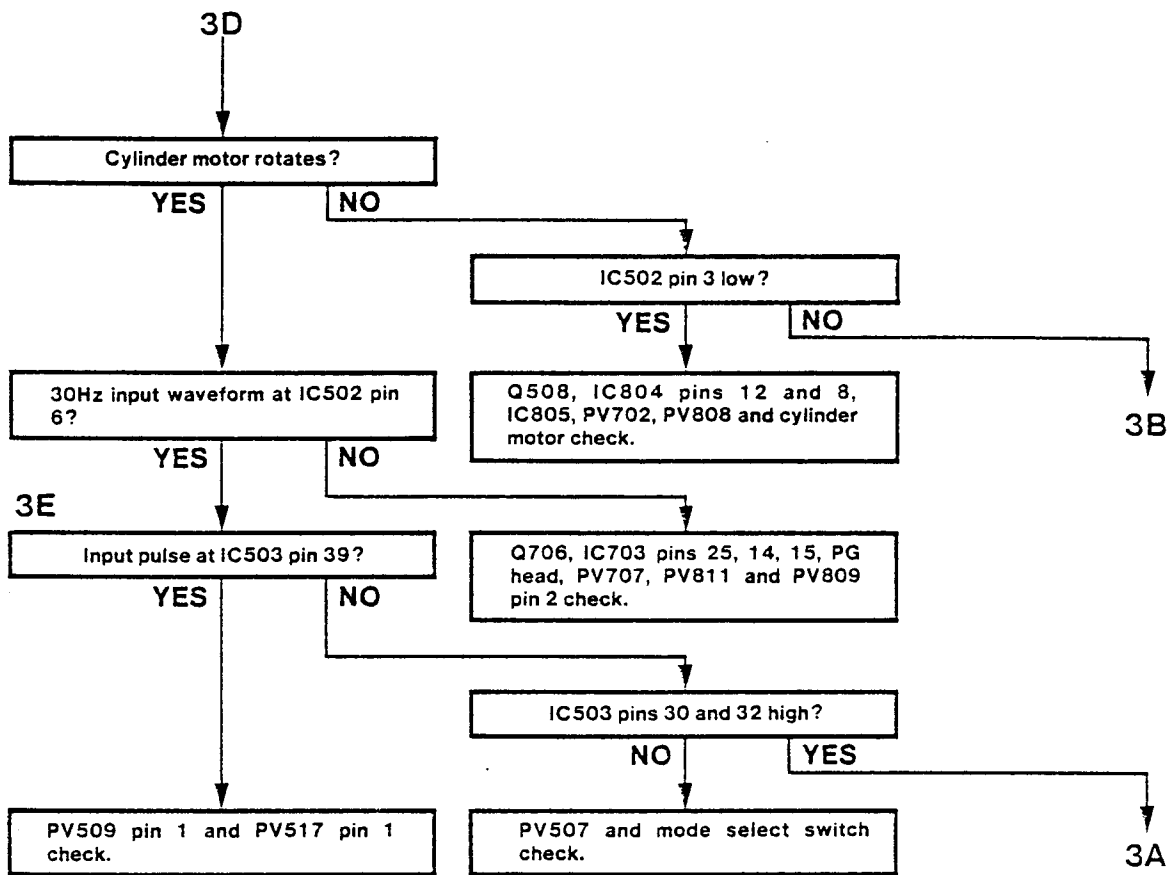 3D
Cylinder motor rotates?
YES
NO
IC502 pin 3 low?
YES
NO
30Hz input waveform at IC502 pin
6?
Q508, IC804 pins 12 and 8,
IC805, PV702, PV808 and cylinder
motor check.
3B
YES
NO
3E
Input pulse at IC503 pin 39?
Q706, IC703 pins 25, 14, 15, PG
head, PV707, PV811 and PV809
pin 2 check.
YES
NO
IC503 pins 30 and 32 high?
NO
YES
PV509 pin 1 and PV517 pin 1
check.
PV507 and mode select switch
check.
3A